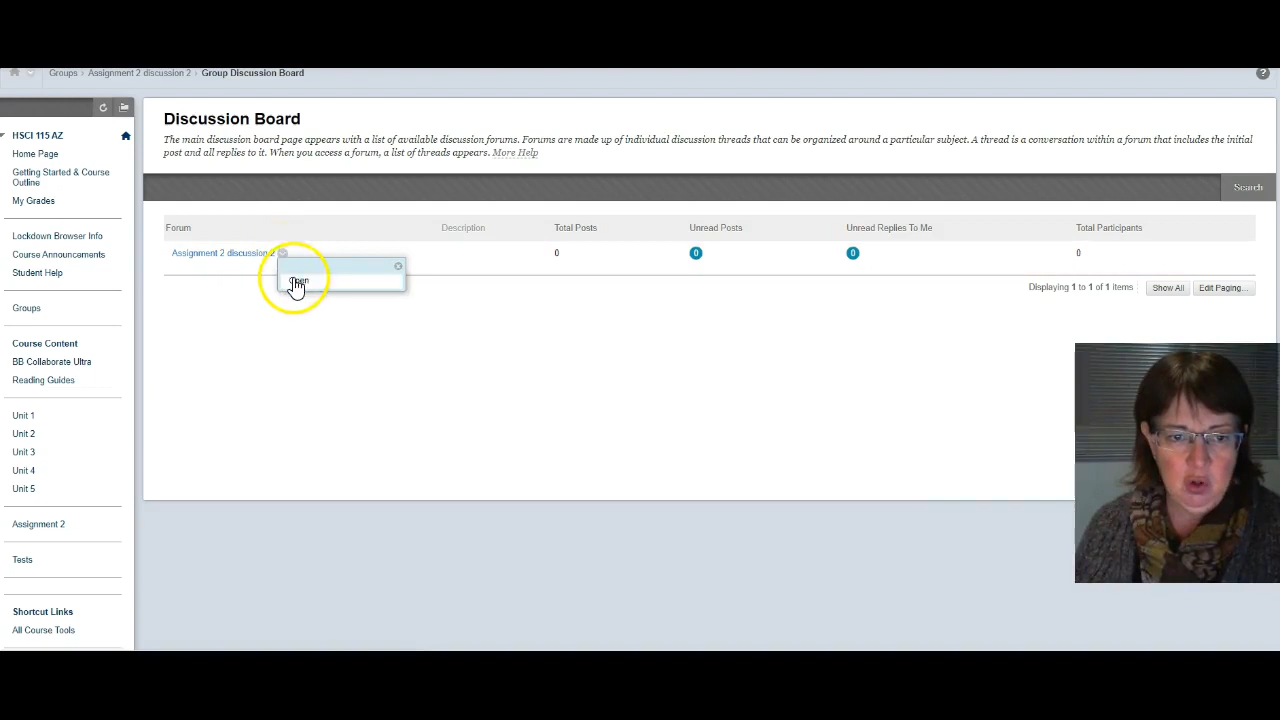 Groups › Assignment 2 discussion 2 › Group Discussion Board
?
HSCI 115 AZ
Home Page
Getting Started & Course
Outline
My Grades
Lockdown Browser Info
Course Announcements
Student Help
Groups
Course Content
BB Collaborate Ultra
Reading Guides
Unit 1
Unit 2
Unit 3
Unit 4
Unit 5
Assignment 2
Tests
Shortcut Links
All Course Tools
Discussion Board
The main discussion board page appears with a list of available discussion forums. Forums are made up of individual discussion threads that can be organized around a particular subject. A thread is a conversation within a forum that includes the initial
post and all replies to it. When you access a forum, a list of threads appears. More Help
Search
Forum Description Total Posts Unread Posts Unread Replies To Me Total Participants
Assignment 2 discussion 2 0 0 0 0
Open
Displaying 1 to 1 of 1 items Show All Edit Paging...